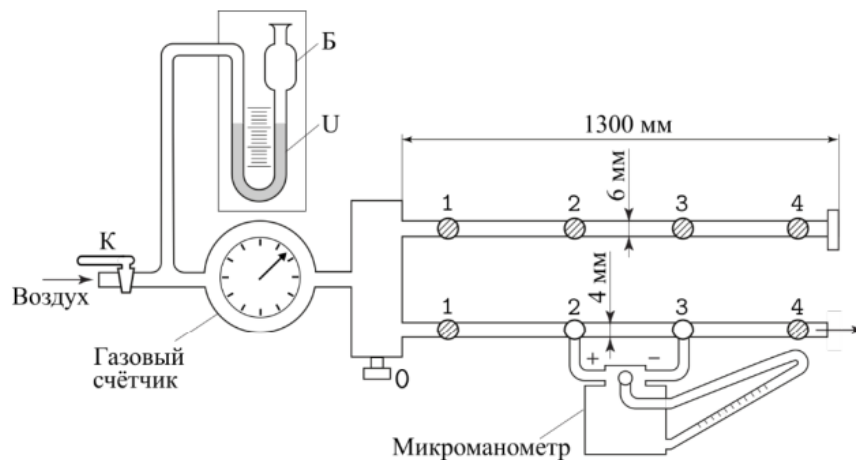 Б
U
1300 мм
6 мм
1 2 3 4
К
Воздух
4 мм
1 2 3 4
+ −
Газовый
счётчик
О
Микроманометр